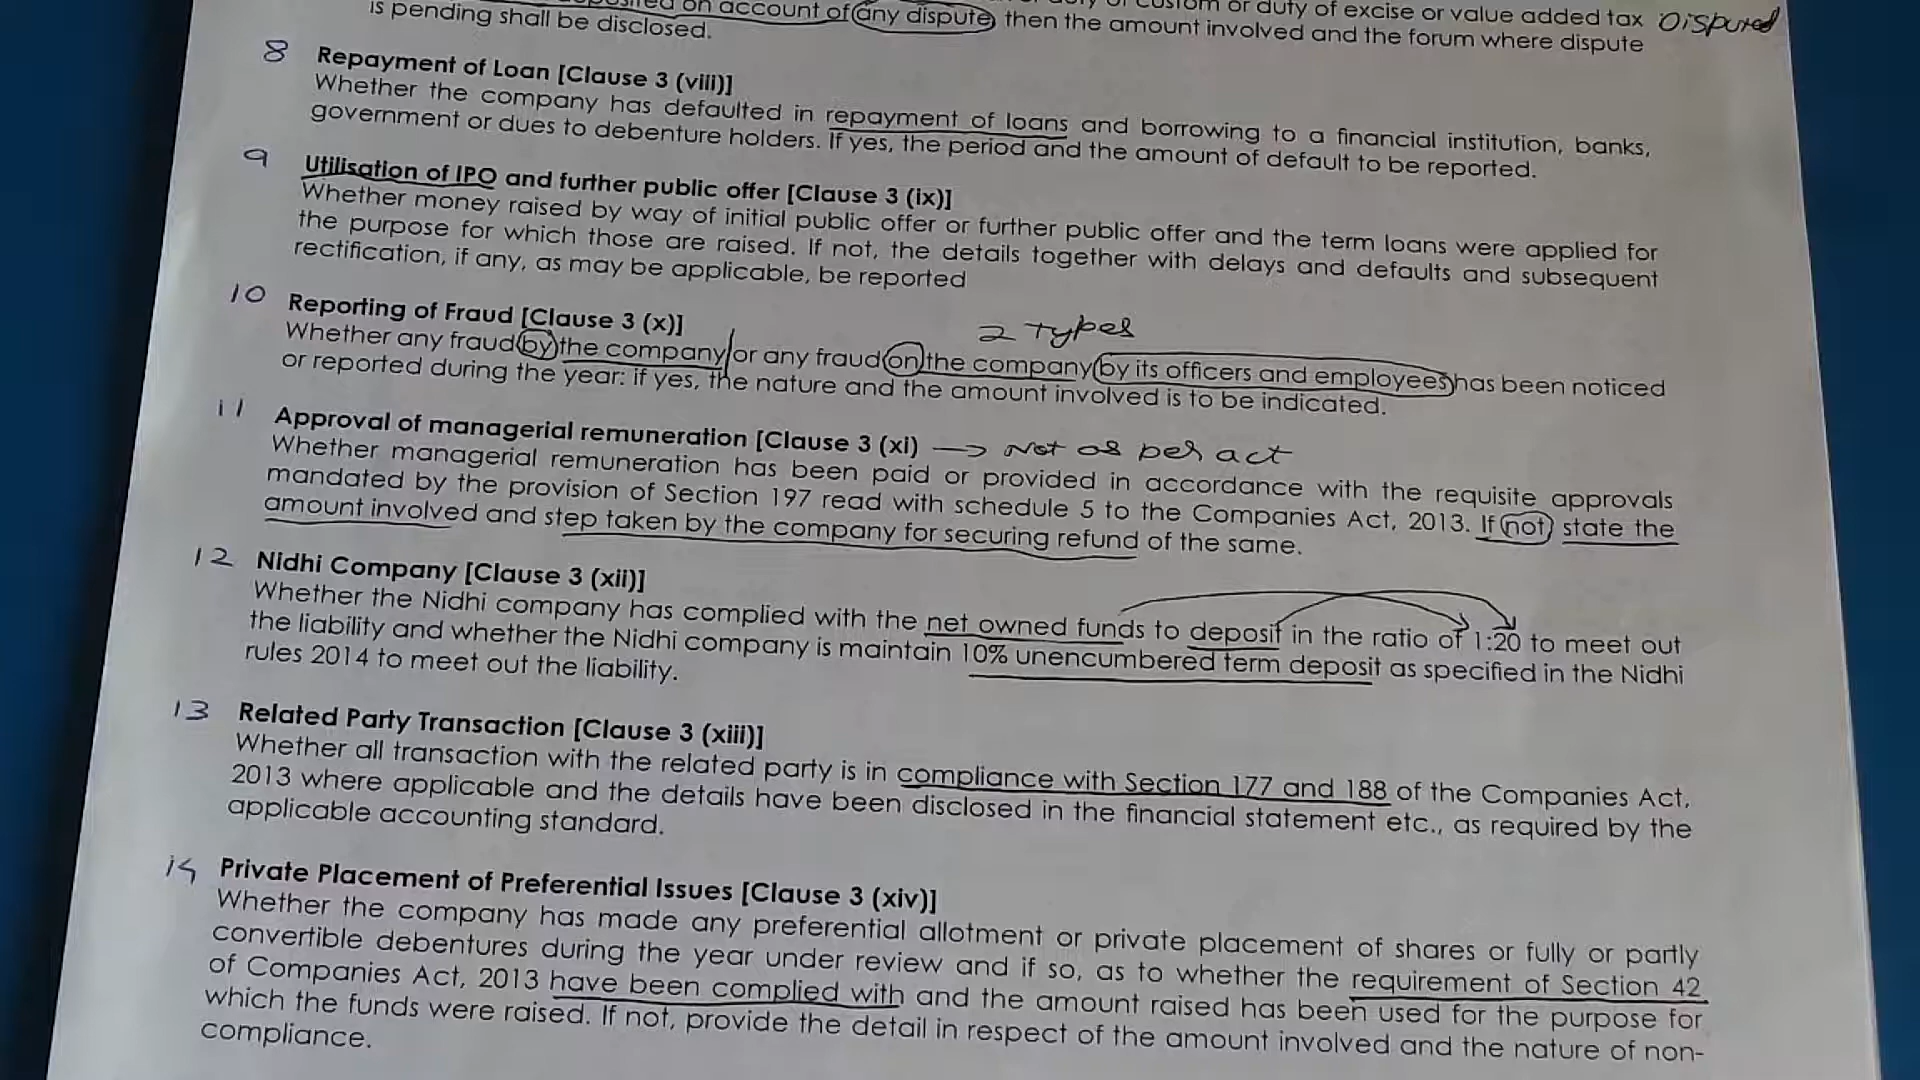 on account of any dispute then the amount involved and the forum where dispute
custom or duty of excise or value added tax Disputed
is pending shall be disclosed.
8 Repayment of Loan [Clause 3 (viii)]
Whether the company has defaulted in repayment of loans and borrowing to a financial institution, banks,
government or dues to debenture holders. If yes, the period and the amount of default to be reported.
9 Utilisation of IPO and further public offer [Clause 3 (ix)]
Whether money raised by way of initial public offer or further public offer and the term loans were applied for
the purpose for which those are raised. If not, the details together with delays and defaults and subsequent
rectification, if any, as may be applicable, be reported
10 Reporting of Fraud [Clause 3 (x)]
2 Types
Whether any fraud by the company or any fraud on the company by its officers and employees has been noticed
or reported during the year: if yes, the nature and the amount involved is to be indicated.
11 Approval of managerial remuneration [Clause 3 (xi) → Not as per act
Whether managerial remuneration has been paid or provided in accordance with the requisite approvals
mandated by the provision of Section 197 read with schedule 5 to the Companies Act, 2013. If not state the
amount involved and step taken by the company for securing refund of the same.
12 Nidhi Company [Clause 3 (xii)]
Whether the Nidhi company has complied with the net owned funds to deposit in the ratio of 1:20 to meet out
the liability and whether the Nidhi company is maintain 10% unencumbered term deposit as specified in the Nidhi
rules 2014 to meet out the liability.
13 Related Party Transaction [Clause 3 (xiii)]
Whether all transaction with the related party is in compliance with Section 177 and 188 of the Companies Act,
2013 where applicable and the details have been disclosed in the financial statement etc., as required by the
applicable accounting standard.
14 Private Placement of Preferential Issues [Clause 3 (xiv)]
Whether the company has made any preferential allotment or private placement of shares or fully or partly
convertible debentures during the year under review and if so, as to whether the requirement of Section 42
of Companies Act, 2013 have been complied with and the amount raised has been used for the purpose for
which the funds were raised. If not, provide the detail in respect of the amount involved and the nature of non-
compliance.